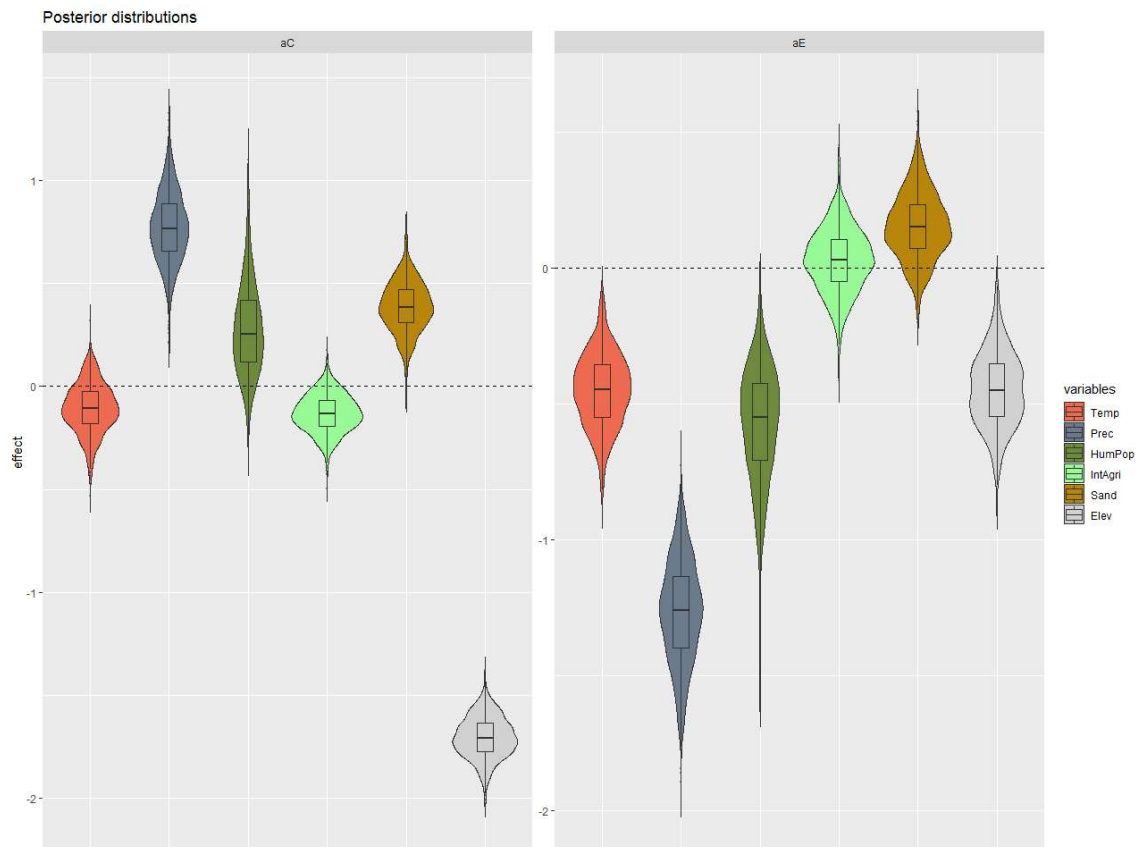 Posterior distributions
aC
aE
effect
1
0
-1
-2
0
-1
-2
variables
Temp
Prec
HumPop
IntAgri
Sand
Elev